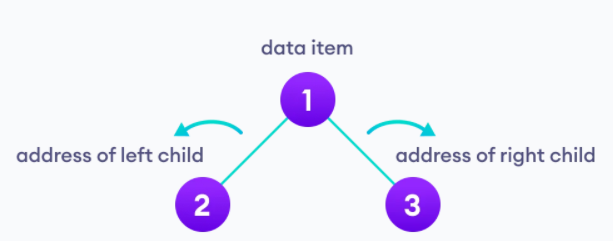 data item
1
address of left child
address of right child
2
3